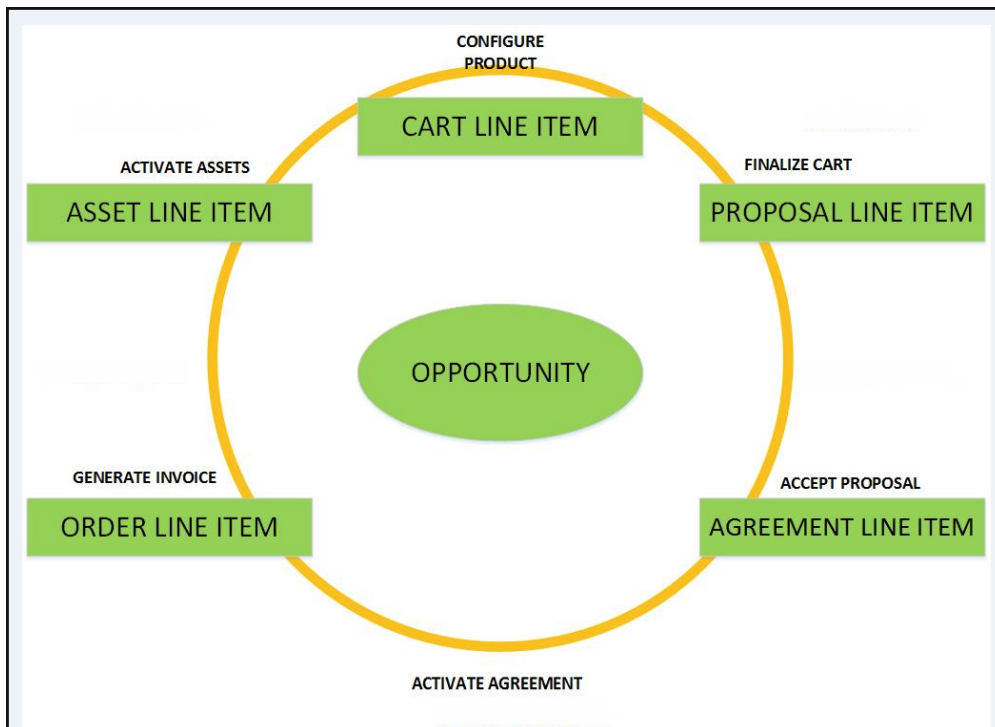 CONFIGURE
PRODUCT
CART LINE ITEM
ACTIVATE ASSETS
FINALIZE CART
ASSET LINE ITEM
PROPOSAL LINE ITEM
OPPORTUNITY
GENERATE INVOICE
ACCEPT PROPOSAL
ORDER LINE ITEM
AGREEMENT LINE ITEM
ACTIVATE AGREEMENT